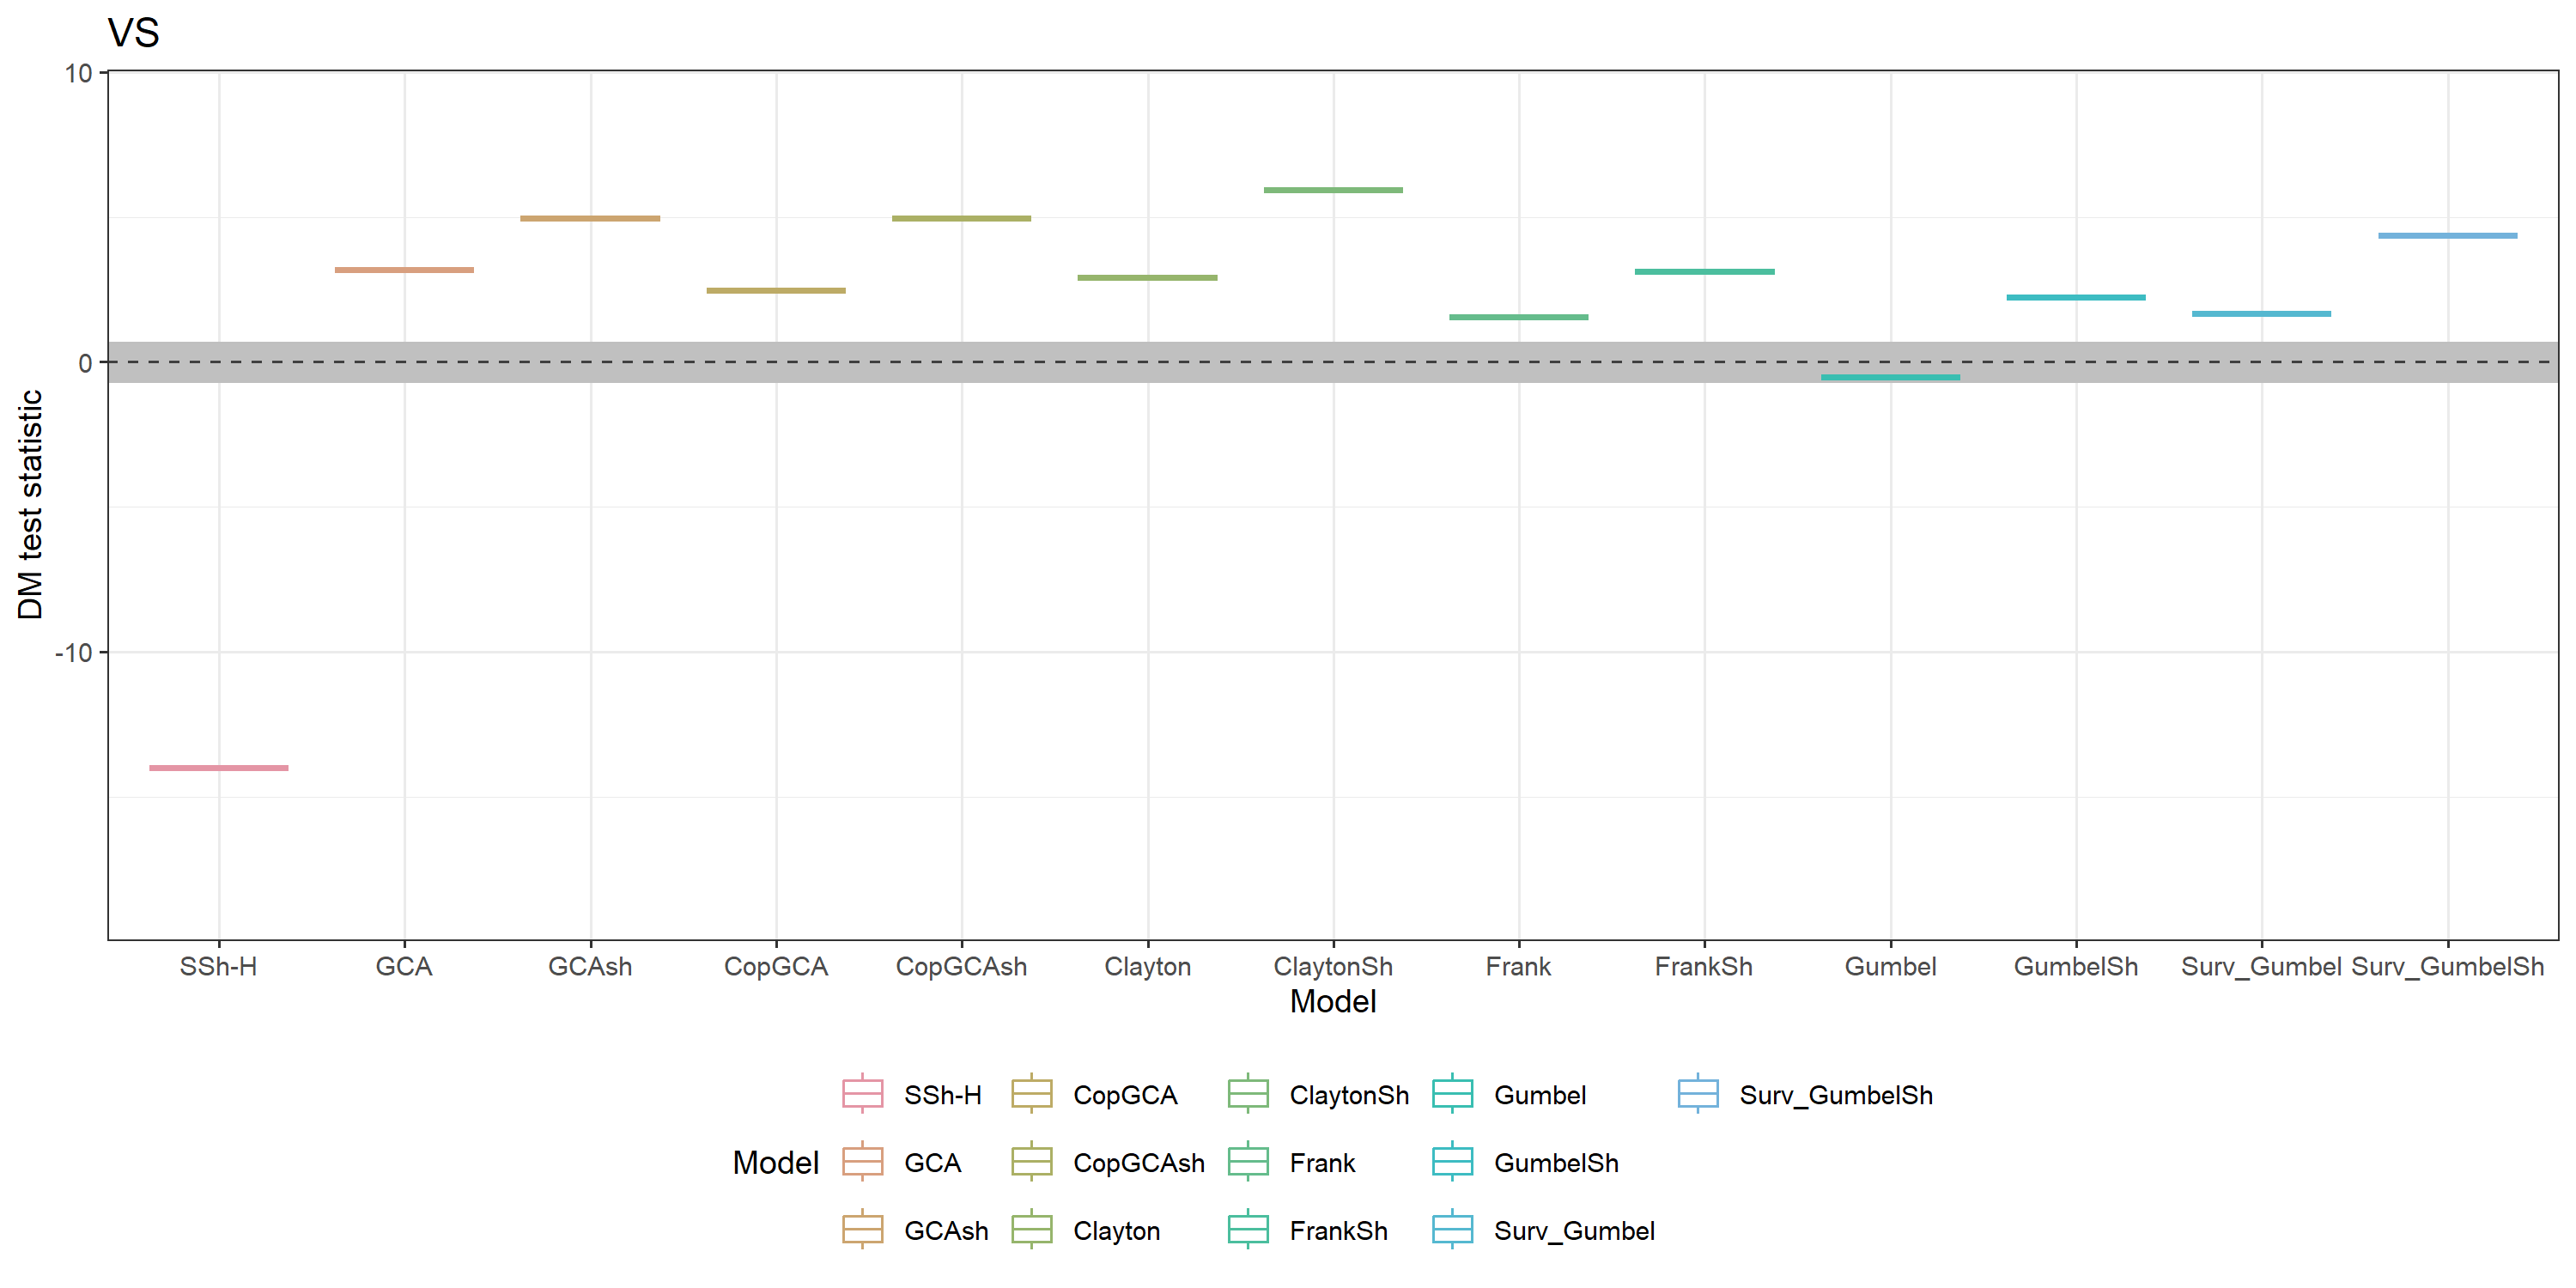 VS
10
0
-10
DM test statistic
SSh-H GCA GCAsh CopGCA CopGCAsh Clayton ClaytonSh Frank FrankSh Gumbel GumbelSh Surv_Gumbel Surv_GumbelSh
Model
SSh-H CopGCA ClaytonSh Gumbel Surv_GumbelSh
Model GCA CopGCAsh Frank GumbelSh
GCAsh Clayton FrankSh Surv_Gumbel